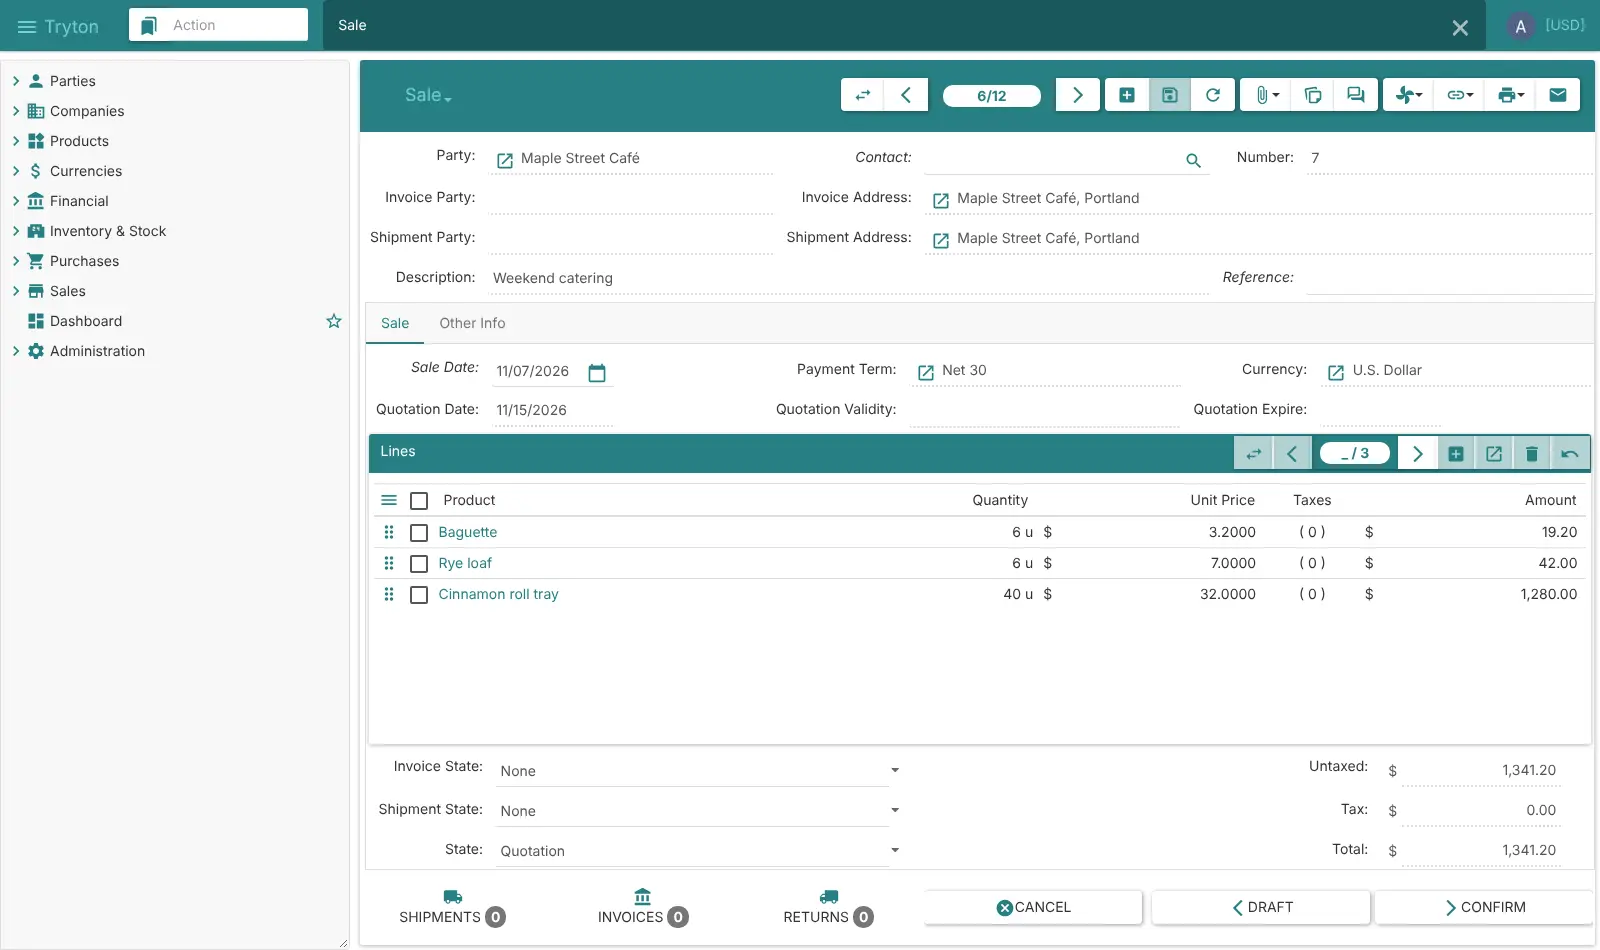 Tryton
Action
Sale
A
[USD]
Parties
Companies
Products
Currencies
Financial
Inventory & Stock
Purchases
Sales
Dashboard
Administration
Sale
6/12
Party: Maple Street Café
Contact:
Number: 7
Invoice Party:
Invoice Address: Maple Street Café, Portland
Shipment Party:
Shipment Address: Maple Street Café, Portland
Description: Weekend catering
Reference:
Sale Other Info
Sale Date: 11/07/2026
Payment Term: Net 30
Currency: U.S. Dollar
Quotation Date: 11/15/2026
Quotation Validity:
Quotation Expire:
Lines
_ / 3
Product Quantity Unit Price Taxes Amount
Baguette 6 u $ 3.2000 ( 0 ) $ 19.20
Rye loaf 6 u $ 7.0000 ( 0 ) $ 42.00
Cinnamon roll tray 40 u $ 32.0000 ( 0 ) $ 1,280.00
Invoice State: None
Untaxed: $ 1,341.20
Shipment State: None
Tax: $ 0.00
State: Quotation
Total: $ 1,341.20
SHIPMENTS 0
INVOICES 0
RETURNS 0
CANCEL
DRAFT
CONFIRM